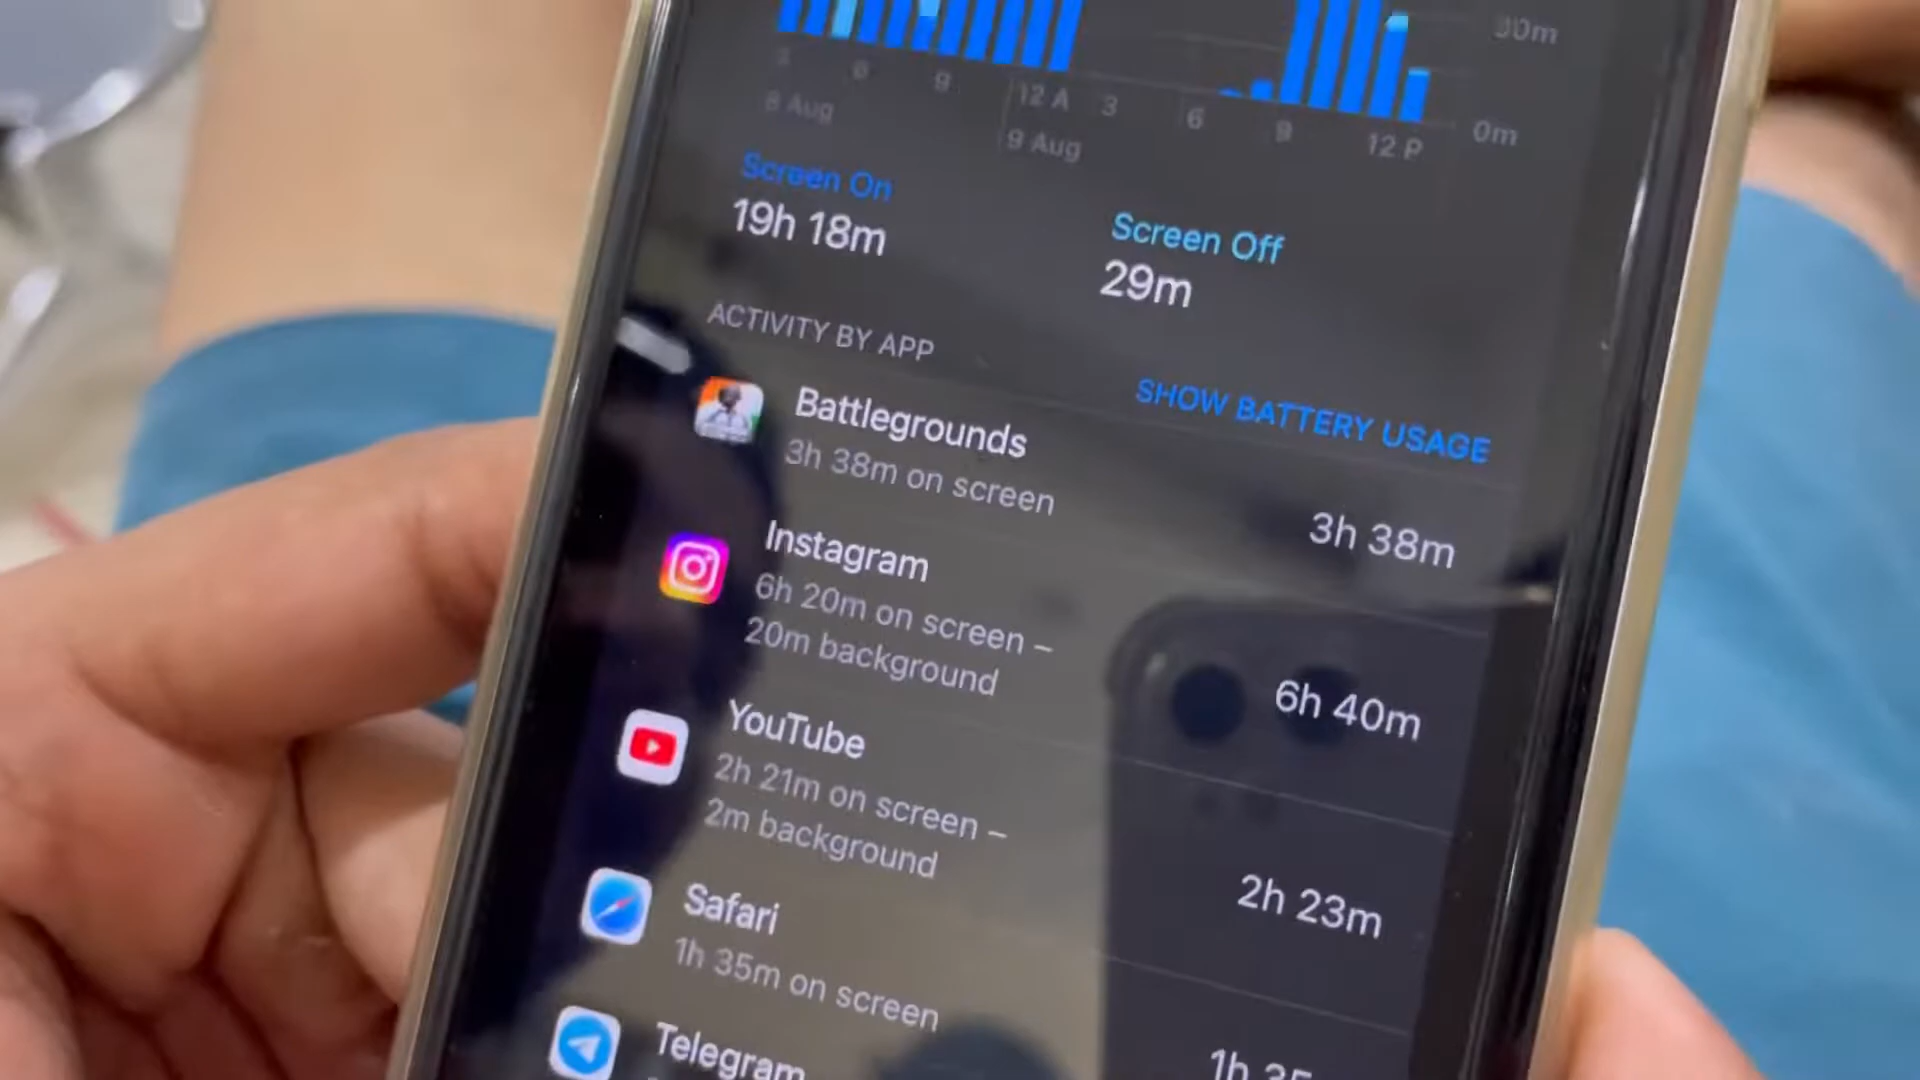 30m
6
9
12 A
3
6
9
12 P
0m
8 Aug
9 Aug
Screen On
19h 18m
Screen Off
29m
ACTIVITY BY APP
SHOW BATTERY USAGE
Battlegrounds
3h 38m on screen
3h 38m
Instagram
6h 20m on screen –
20m background
6h 40m
YouTube
2h 21m on screen –
2m background
2h 23m
Safari
1h 35m on screen
1h 35
Telegram